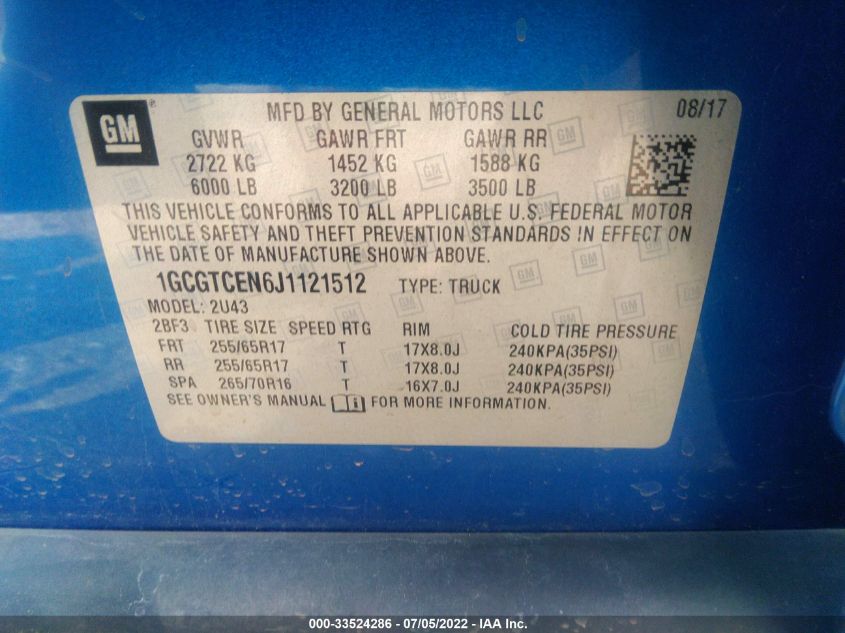 GM ®
MFD BY GENERAL MOTORS LLC 08/17
GVWR GAWR FRT GAWR RR
2722 KG 1452 KG 1588 KG
6000 LB 3200 LB 3500 LB
THIS VEHICLE CONFORMS TO ALL APPLICABLE U.S. FEDERAL MOTOR
VEHICLE SAFETY AND THEFT PREVENTION STANDARDS IN EFFECT ON
THE DATE OF MANUFACTURE SHOWN ABOVE.
1GCGTCEN6J1121512 TYPE: TRUCK
MODEL: 2U43
2BF3 TIRE SIZE SPEED RTG RIM COLD TIRE PRESSURE
FRT 255/65R17 T 17X8.0J 240KPA(35PSI)
RR 255/65R17 T 17X8.0J 240KPA(35PSI)
SPA 265/70R16 T 16X7.0J 240KPA(35PSI)
SEE OWNER'S MANUAL FOR MORE INFORMATION.
000-33524286 - 07/05/2022 - IAA Inc.